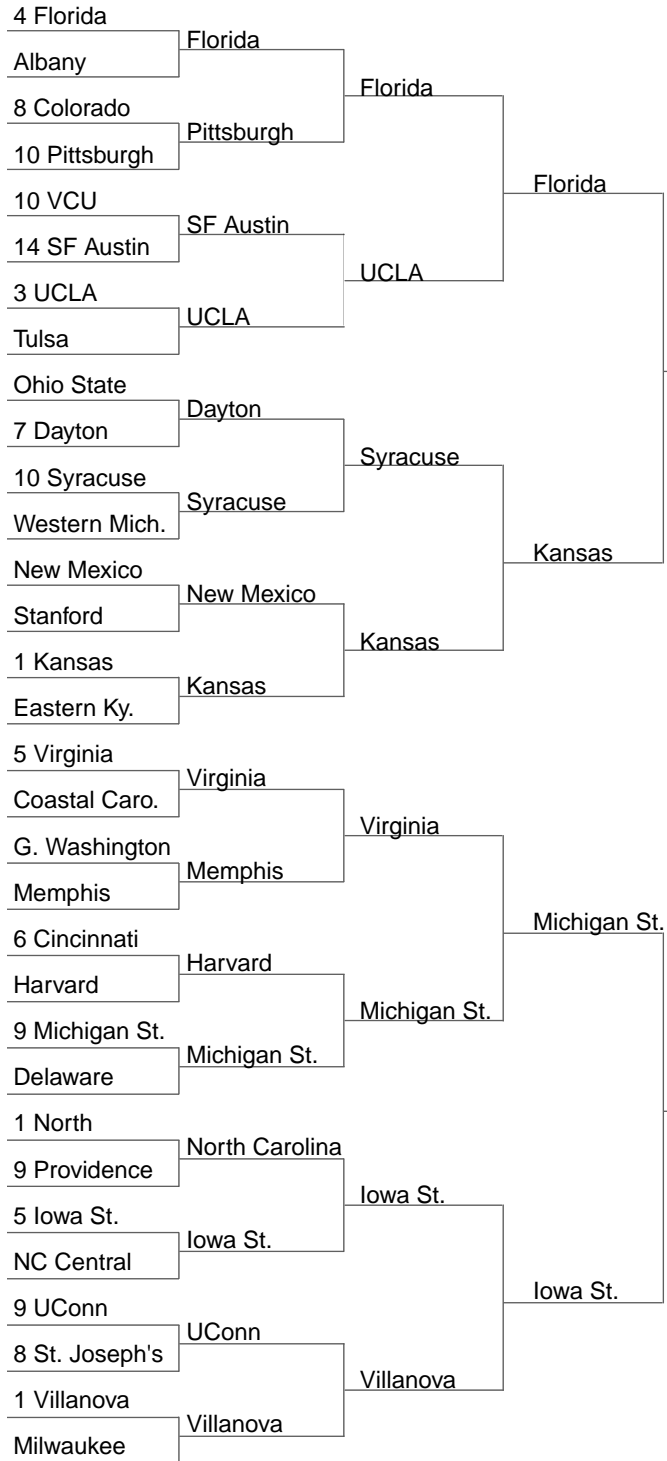 4 Florida
Albany
8 Colorado
10 Pittsburgh
10 VCU
14 SF Austin
3 UCLA
Tulsa
Ohio State
7 Dayton
10 Syracuse
Western Mich.
New Mexico
Stanford
1 Kansas
Eastern Ky.
5 Virginia
Coastal Caro.
G. Washington
Memphis
6 Cincinnati
Harvard
9 Michigan St.
Delaware
1 North
9 Providence
5 Iowa St.
NC Central
9 UConn
8 St. Joseph's
1 Villanova
Milwaukee
Florida
Pittsburgh
SF Austin
UCLA
Dayton
Syracuse
New Mexico
Kansas
Virginia
Memphis
Harvard
Michigan St.
North Carolina
Iowa St.
UConn
Villanova
Florida
UCLA
Syracuse
Kansas
Virginia
Michigan St.
Iowa St.
Villanova
Florida
Kansas
Michigan St.
Iowa St.